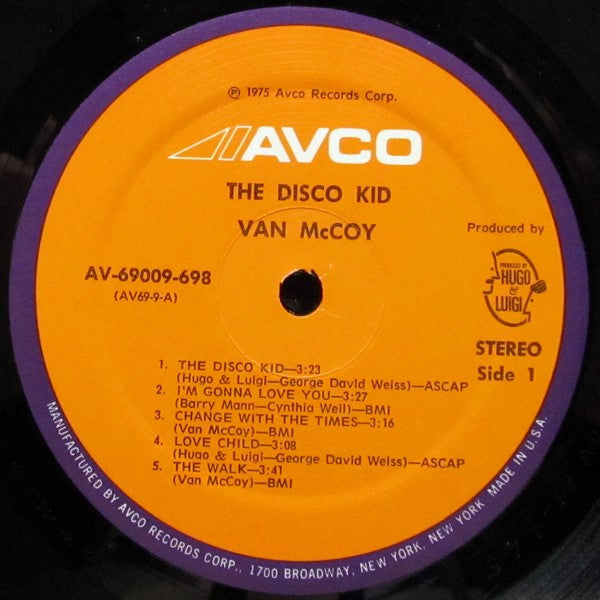 ℗ 1975 Avco Records Corp.
AVCO
THE DISCO KID
VAN McCOY
Produced by
PRODUCED BY
HUGO
&
LUIGI
AV-69009-698
(AV69-9-A)
STEREO
Side 1
1. THE DISCO KID—3:23
(Hugo & Luigi—George David Weiss)—ASCAP
2. I'M GONNA LOVE YOU—3:27
(Barry Mann—Cynthia Weil)—BMI
3. CHANGE WITH THE TIMES—3:16
(Van McCoy)—BMI
4. LOVE CHILD—3:08
(Hugo & Luigi—George David Weiss)—ASCAP
5. THE WALK—3:41
(Van McCoy)—BMI
MANUFACTURED BY AVCO RECORDS CORP., 1700 BROADWAY, NEW YORK, NEW YORK MADE IN U.S.A.